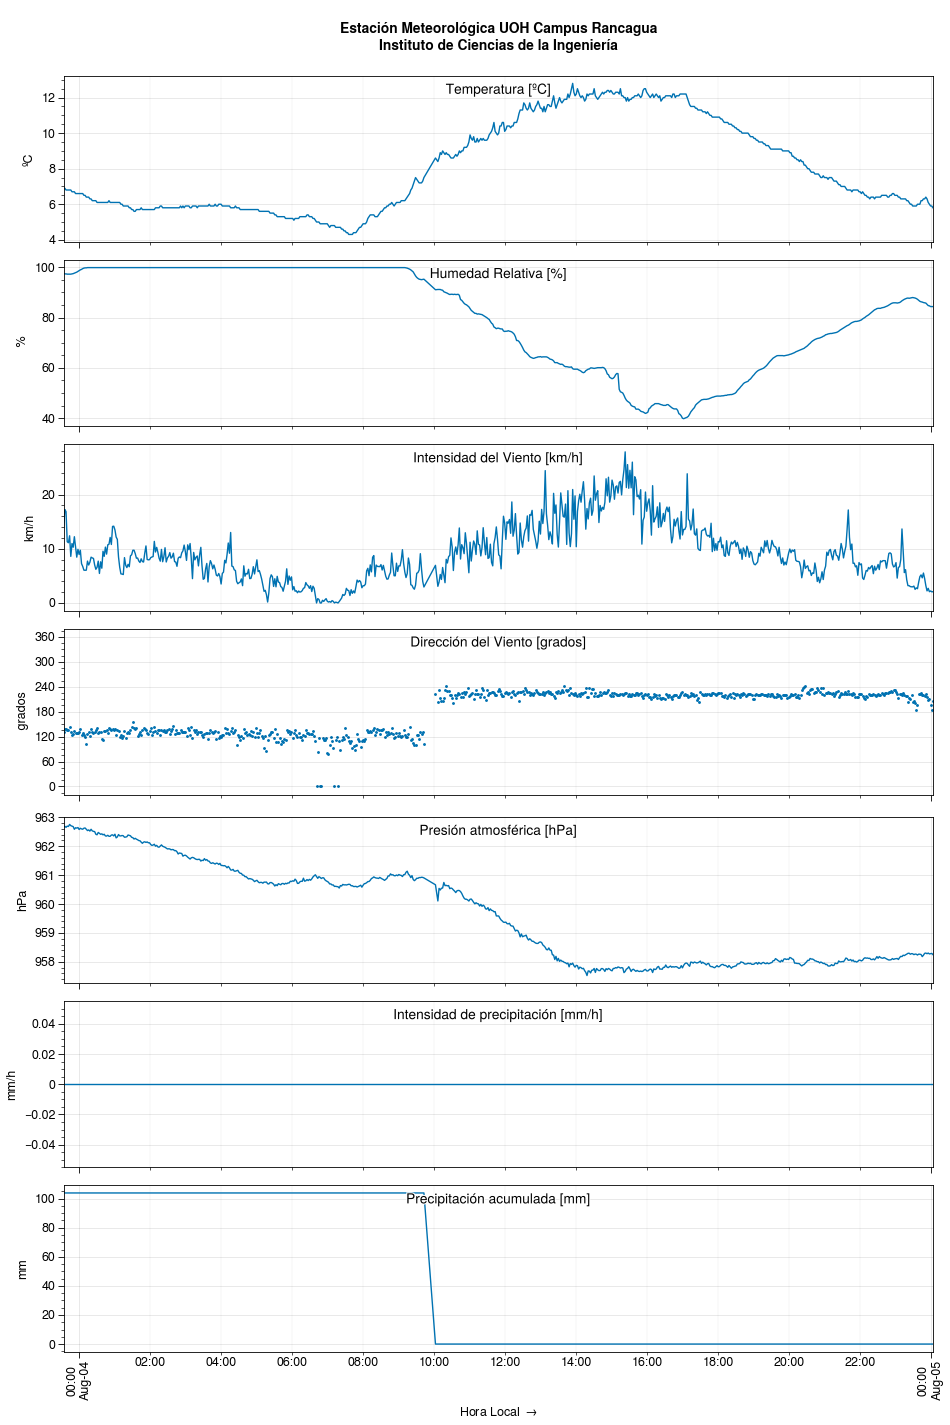 Estación Meteorológica UOH Campus Rancagua
Instituto de Ciencias de la Ingeniería
Temperatura [ºC]
ºC
12
10
8
6
4
Humedad Relativa [%]
%
100
80
60
40
Intensidad del Viento [km/h]
km/h
20
10
0
Dirección del Viento [grados]
grados
360
300
240
180
120
60
0
Presión atmosférica [hPa]
hPa
963
962
961
960
959
958
Intensidad de precipitación [mm/h]
mm/h
0.04
0.02
0
−0.02
−0.04
Precipitación acumulada [mm]
mm
100
80
60
40
20
0
00:00
Aug-04
02:00
04:00
06:00
08:00
10:00
12:00
14:00
16:00
18:00
20:00
22:00
00:00
Aug-05
Hora Local →